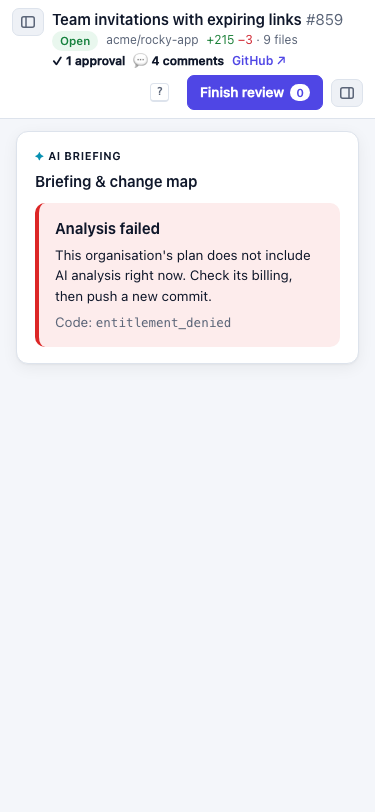 Team invitations with expiring links #859
Open acme/rocky-app +215 −3 · 9 files
✓ 1 approval 💬 4 comments GitHub ↗
? Finish review 0
✦ AI BRIEFING
Briefing & change map
Analysis failed
This organisation's plan does not include
AI analysis right now. Check its billing,
then push a new commit.
Code: entitlement_denied